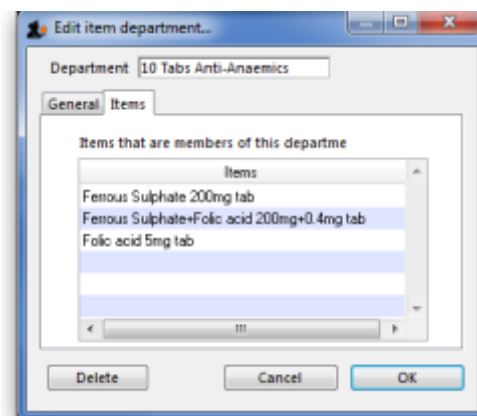 Edit item department...
Department 10 Tabs Anti-Anaemics
General Items
Items that are members of this departme
Items
Ferrous Sulphate 200mg tab
Ferrous Sulphate+Folic acid 200mg+0.4mg tab
Folic acid 5mg tab
Delete Cancel OK